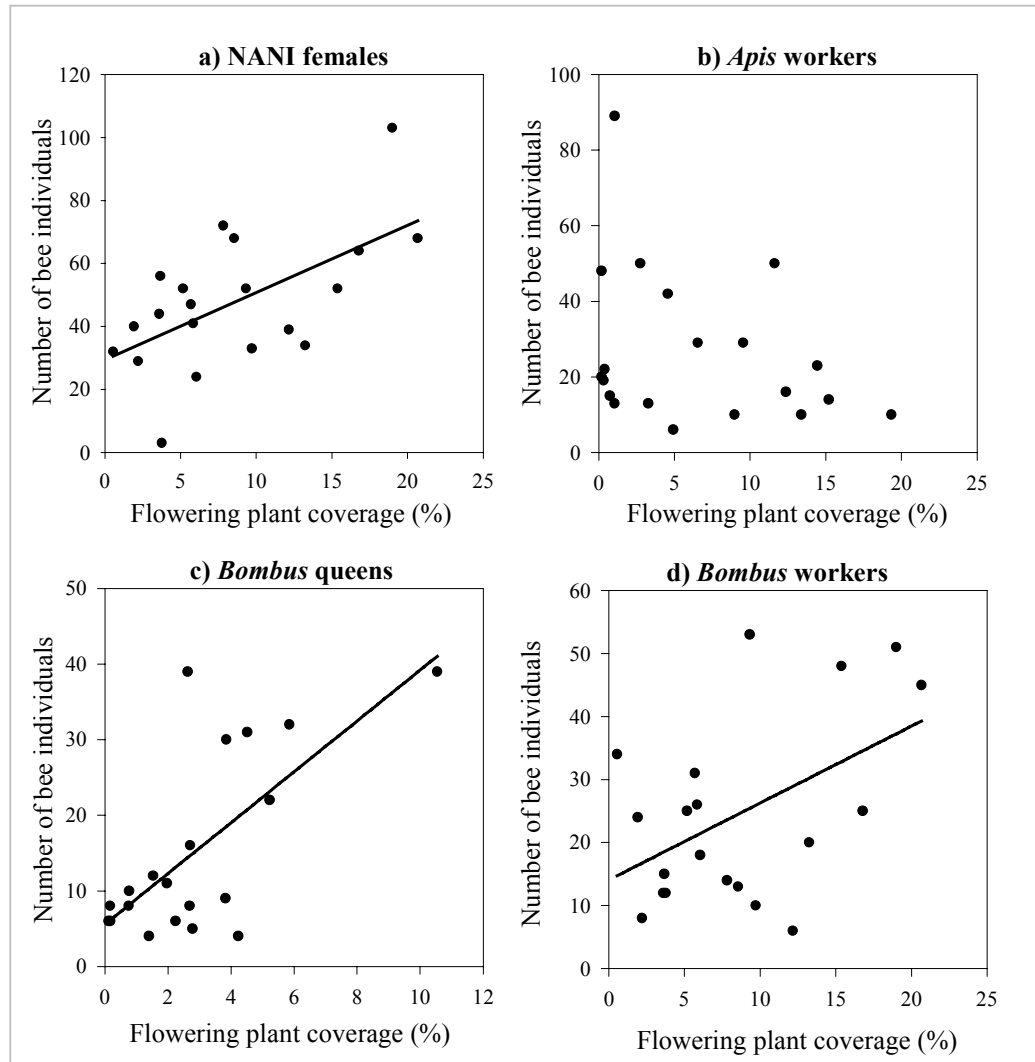 a) NANI females
120
100
80
60
40
20
0
0 5 10 15 20 25
Number of bee individuals
Flowering plant coverage (%)
b) Apis workers
100
80
60
40
20
0
0 5 10 15 20 25
Number of bee individuals
Flowering plant coverage (%)
c) Bombus queens
50
40
30
20
10
0
0 2 4 6 8 10 12
Number of bee individuals
Flowering plant coverage (%)
d) Bombus workers
60
50
40
30
20
10
0
0 5 10 15 20 25
Number of bee individuals
Flowering plant coverage (%)